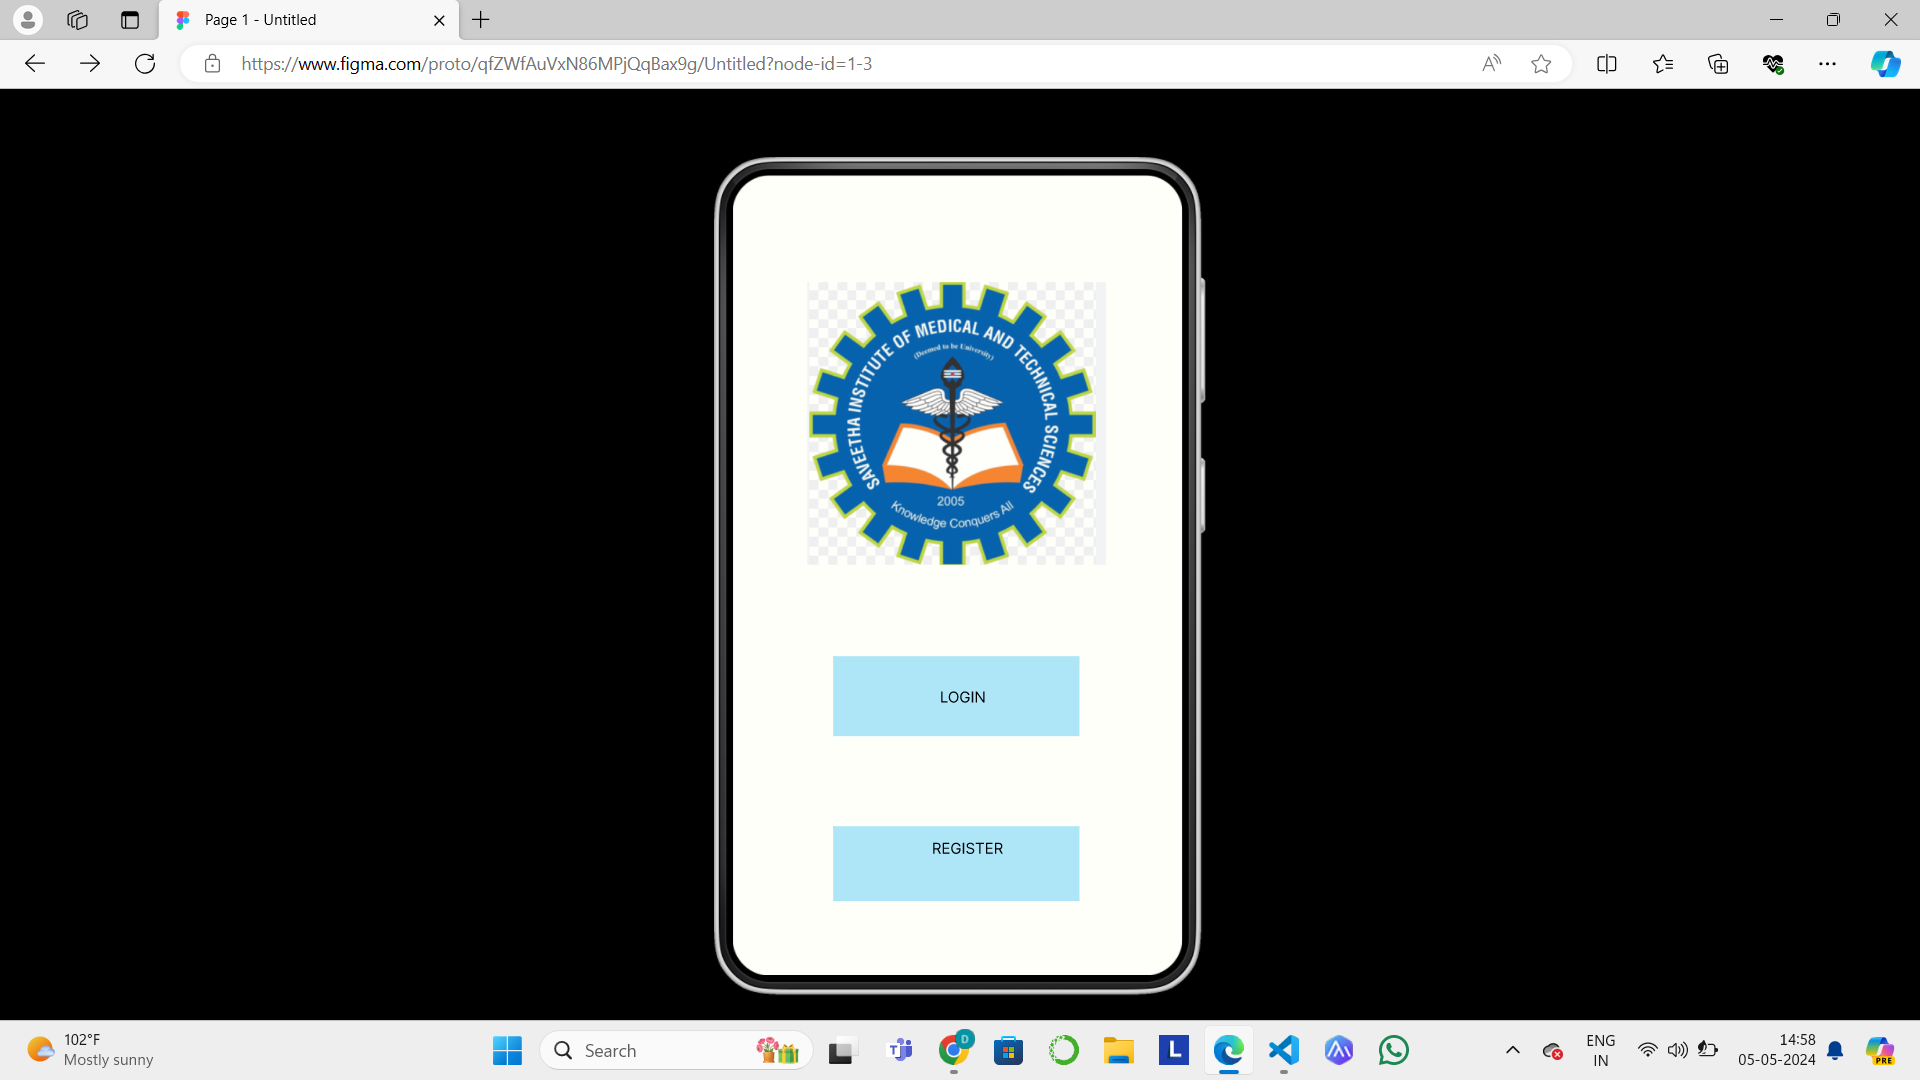 Page 1 - Untitled
https://www.figma.com/proto/qfZWfAuVxN86MPjQqBax9g/Untitled?node-id=1-3
SAVEETHA INSTITUTE OF MEDICAL AND TECHNICAL SCIENCES
(Deemed to be University)
2005
Knowledge Conquers All
LOGIN
REGISTER
102°F
Mostly sunny
Search
D
L
PRE
ENG
IN
14:58
05-05-2024